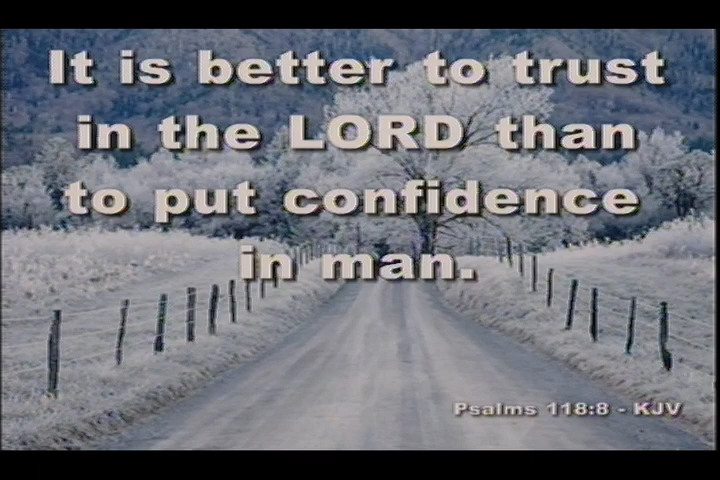 It is better to trust
in the LORD than
to put confidence
in man.
Psalms 118:8 - KJV